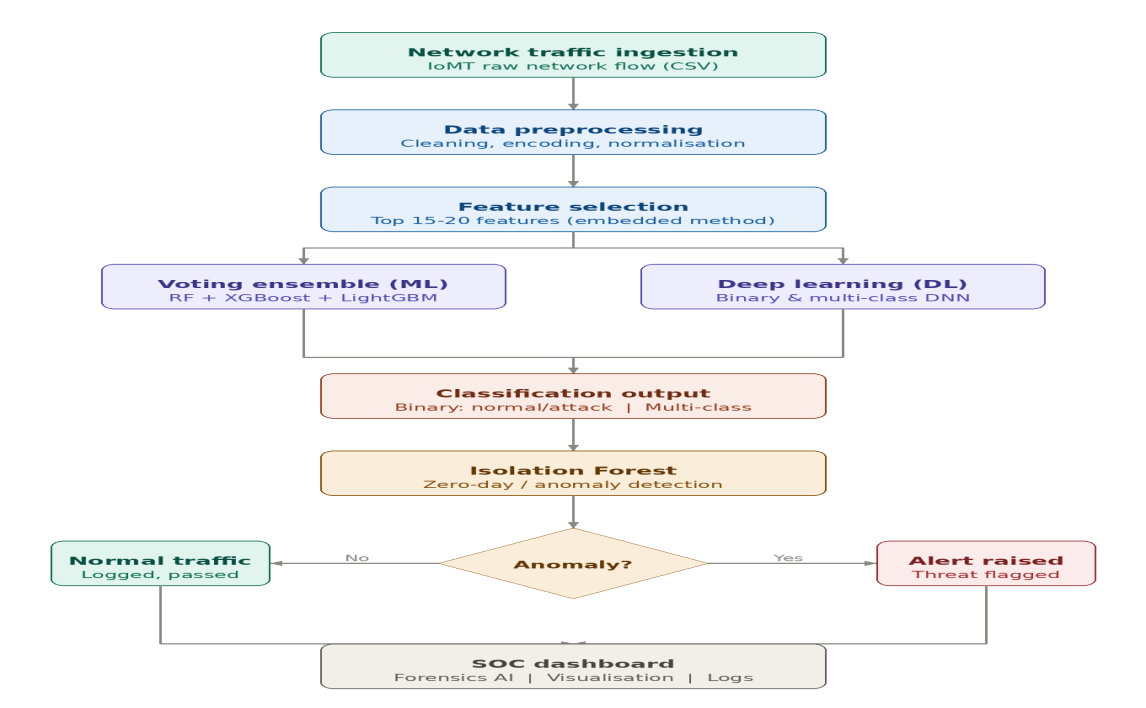 Network traffic ingestion
IoMT raw network flow (CSV)
Data preprocessing
Cleaning, encoding, normalisation
Feature selection
Top 15-20 features (embedded method)
Voting ensemble (ML)
RF + XGBoost + LightGBM
Deep learning (DL)
Binary & multi-class DNN
Classification output
Binary: normal/attack | Multi-class
Isolation Forest
Zero-day / anomaly detection
Normal traffic
Logged, passed
No
Anomaly?
Yes
Alert raised
Threat flagged
SOC dashboard
Forensics AI | Visualisation | Logs